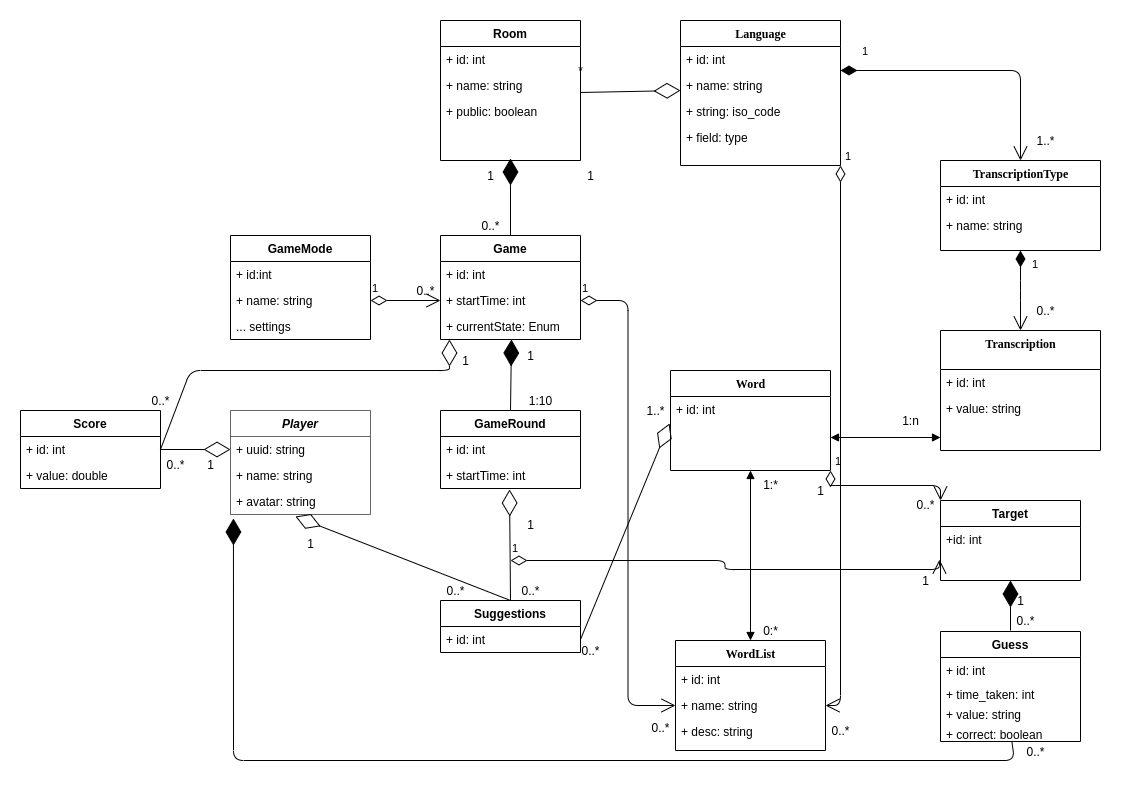 Room
+ id: int
+ name: string
+ public: boolean
*
Language
+ id: int
+ name: string
+ string: iso_code
+ field: type
1
1..*
1
1
1
0..*
TranscriptionType
+ id: int
+ name: string
1
0..*
GameMode
+ id:int
+ name: string
... settings
1
0..*
Game
+ id: int
+ startTime: int
+ currentState: Enum
1
1
1
1:10
0..*
Transcription
+ id: int
+ value: string
Word
+ id: int
1..*
1:n
1
1
1:*
0..*
Score
+ id: int
+ value: double
0..*
1
Player
+ uuid: string
+ name: string
+ avatar: string
1
GameRound
+ id: int
+ startTime: int
1
1
0..*
0..*
Target
+id: int
1
1
0..*
Suggestions
+ id: int
0..*
0:*
WordList
+ id: int
+ name: string
+ desc: string
0..*
0..*
Guess
+ id: int
+ time_taken: int
+ value: string
+ correct: boolean
0..*